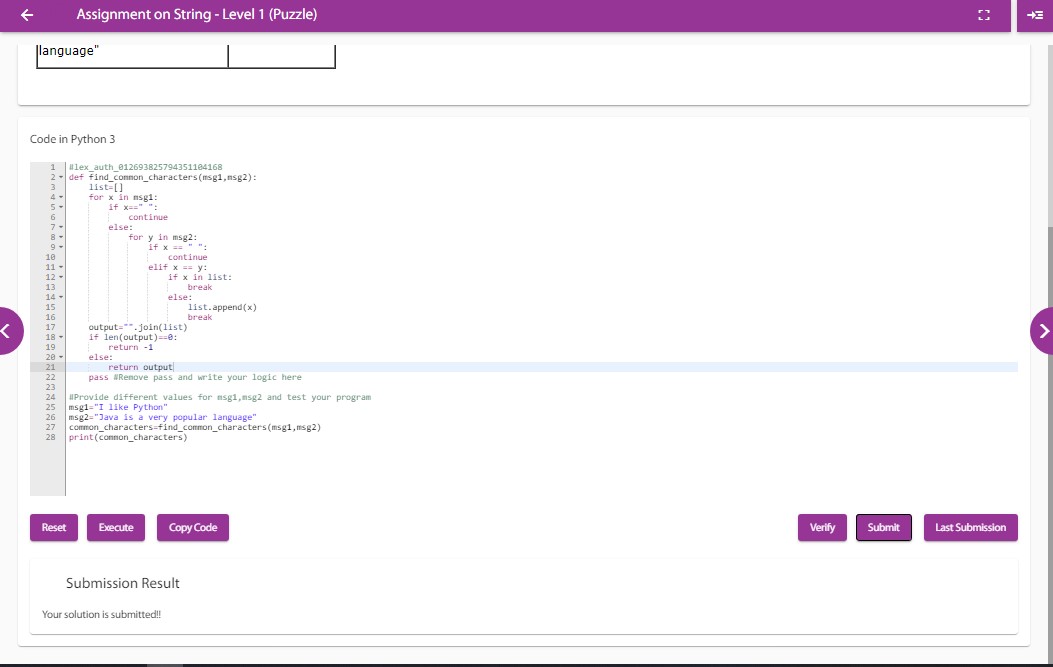 Assignment on String - Level 1 (Puzzle)
language"
Code in Python 3
1 #lex_auth_012693825794351104168
2 def find_common_characters(msg1,msg2):
3 list=[]
4 for x in msg1:
5 if x==" ":
6 continue
7 else:
8 for y in msg2:
9 if x == " ":
10 continue
11 elif x == y:
12 if x in list:
13 break
14 else:
15 list.append(x)
16 break
17 output="".join(list)
18 if len(output)==0:
19 return -1
20 else:
21 return output
22 pass #Remove pass and write your logic here
23
24 #Provide different values for msg1,msg2 and test your program
25 msg1="I like Python"
26 msg2="Java is a very popular language"
27 common_characters=find_common_characters(msg1,msg2)
28 print(common_characters)
Reset Execute Copy Code Verify Submit Last Submission
Submission Result
Your solution is submitted!!